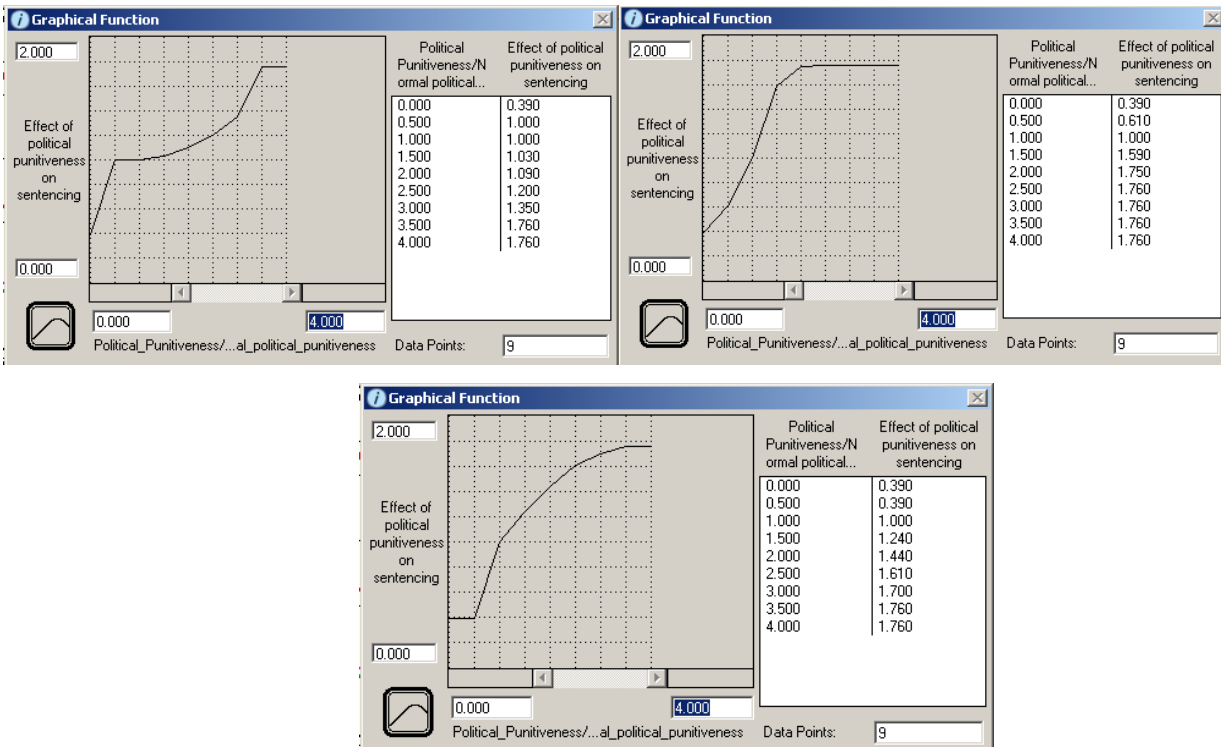 Graphical Function
2.000
Effect of
political
punitiveness
on
sentencing
0.000
0.000
4.000
Political_Punitiveness/...al_political_punitiveness
Political
Punitiveness/N
ormal political...
Effect of political
punitiveness on
sentencing
0.000 0.390
0.500 1.000
1.000 1.000
1.500 1.030
2.000 1.090
2.500 1.200
3.000 1.350
3.500 1.760
4.000 1.760
Data Points: 9
Graphical Function
2.000
Effect of
political
punitiveness
on
sentencing
0.000
0.000
4.000
Political_Punitiveness/...al_political_punitiveness
Political
Punitiveness/N
ormal political...
Effect of political
punitiveness on
sentencing
0.000 0.390
0.500 0.610
1.000 1.000
1.500 1.590
2.000 1.750
2.500 1.760
3.000 1.760
3.500 1.760
4.000 1.760
Data Points: 9
Graphical Function
2.000
Effect of
political
punitiveness
on
sentencing
0.000
0.000
4.000
Political_Punitiveness/...al_political_punitiveness
Political
Punitiveness/N
ormal political...
Effect of political
punitiveness on
sentencing
0.000 0.390
0.500 0.390
1.000 1.000
1.500 1.240
2.000 1.440
2.500 1.610
3.000 1.700
3.500 1.760
4.000 1.760
Data Points: 9